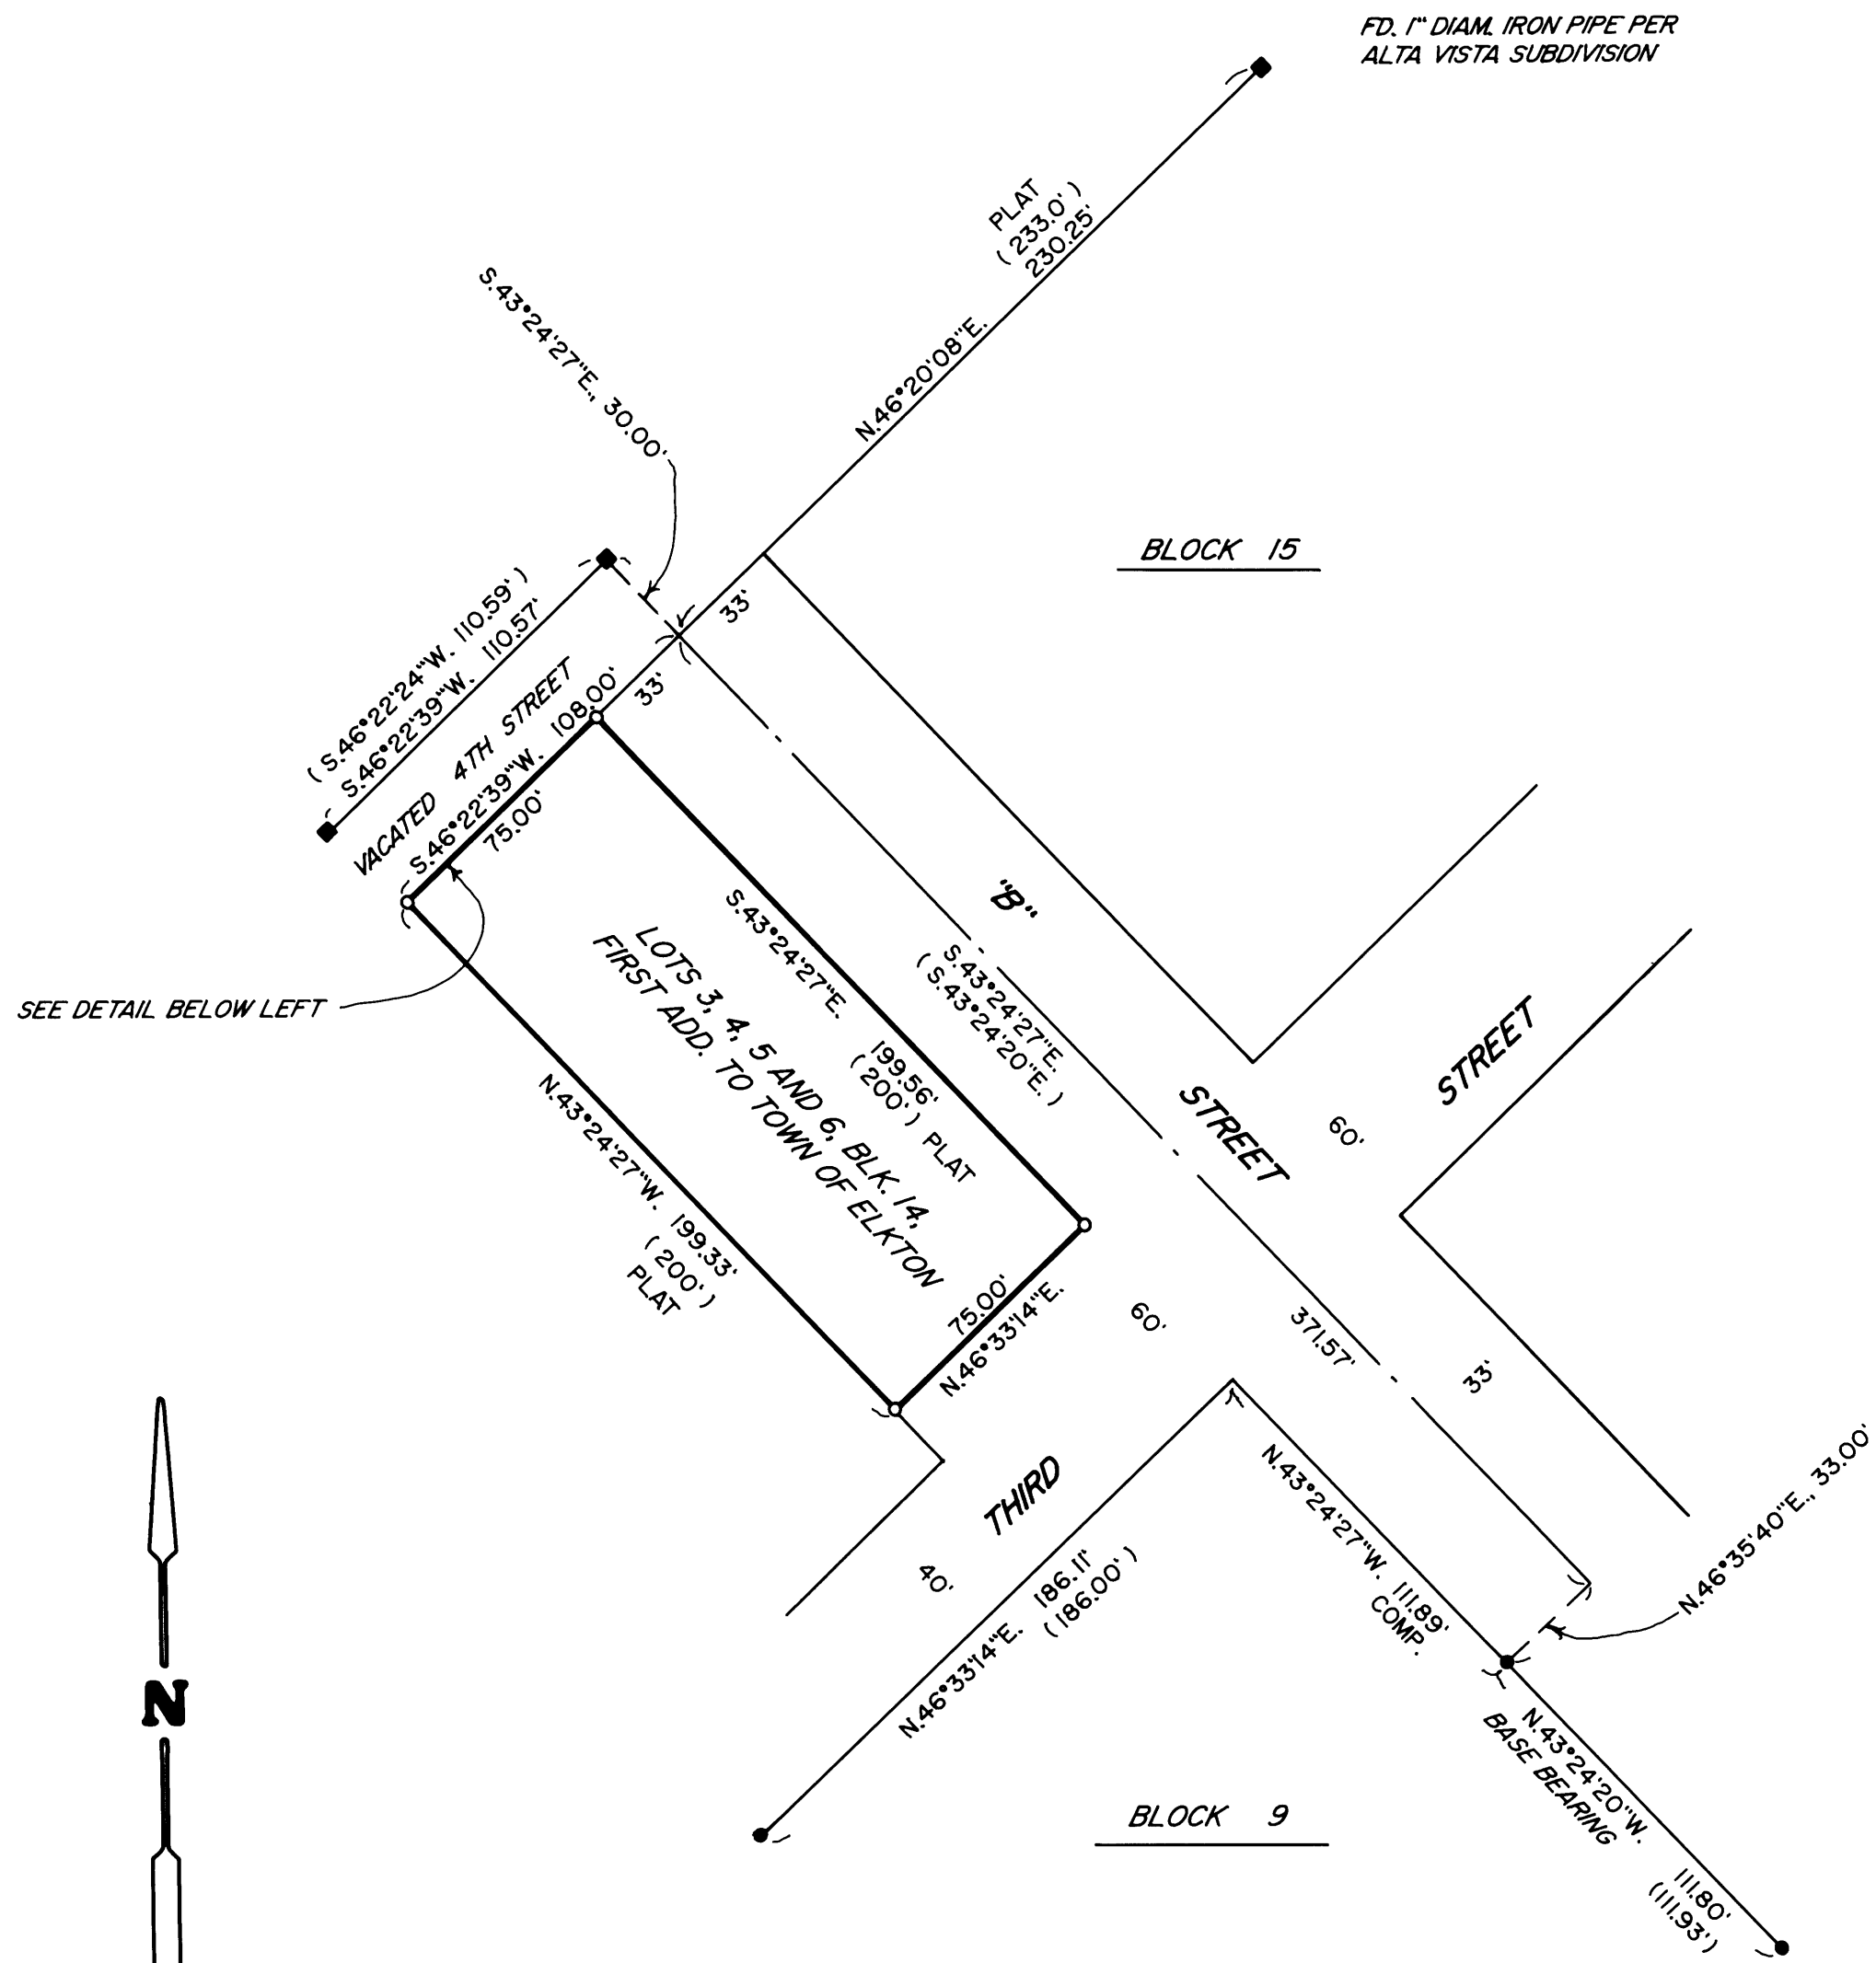 FD. 1" DIAM. IRON PIPE PER
ALTA VISTA SUBDIVISION
PLAT
( 233.0' )
230.25'
N.46°20'08"E.
S.43°24'27"E., 30.00'
BLOCK 15
33'
33'
( S.46°22'24"W. 110.59' )
S.46°22'39"W. 110.57'
VACATED 4TH STREET
S.46°22'39"W. 108.00'
75.00'
SEE DETAIL BELOW LEFT
S.43°24'27"E.
199.56'
( 200' ) PLAT
LOTS 3, 4, 5 AND 6, BLK. 14,
FIRST ADD. TO TOWN OF ELKTON
N.43°24'27"W. 199.33'
( 200' )
PLAT
"B"
S.43°24'27"E.
( S.43°24'20"E. )
STREET
STREET
60'
75.00'
N.46°33'14"E.
60'
371.57'
33'
THIRD
40'
N.46°33'14"E. 186.11'
( 186.00' )
N.43°24'27"W. 111.89'
COMP.
N.46°35'40"E., 33.00'
N.43°24'20"W.
BASE BEARING
111.80'
(111.93')
BLOCK 9
N